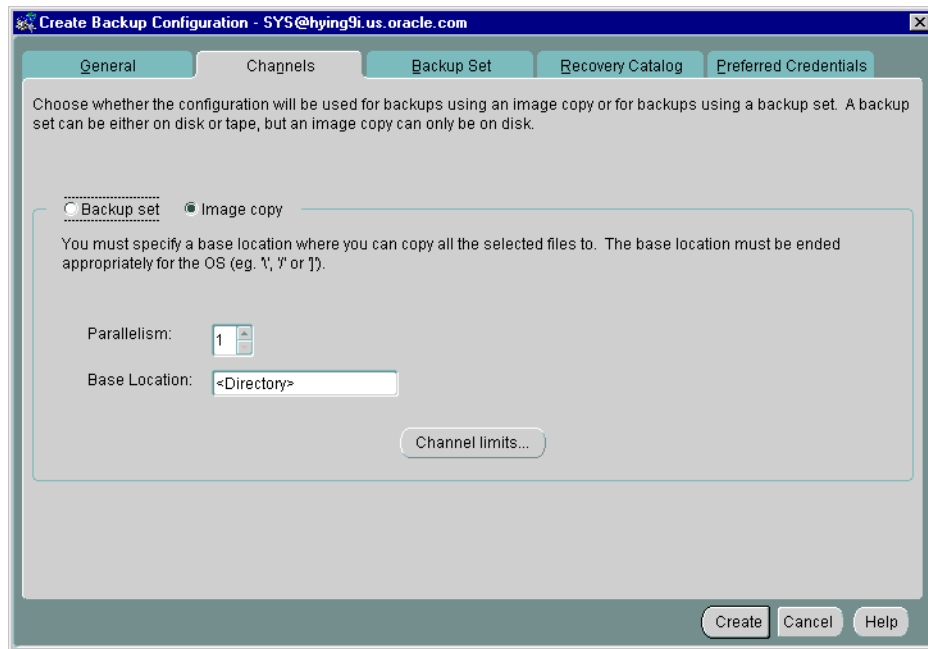 Create Backup Configuration - SYS@hying9i.us.oracle.com
General
Channels
Backup Set
Recovery Catalog
Preferred Credentials
Choose whether the configuration will be used for backups using an image copy or for backups using a backup set. A backup
set can be either on disk or tape, but an image copy can only be on disk.
Backup set
Image copy
You must specify a base location where you can copy all the selected files to. The base location must be ended
appropriately for the OS (eg. '\', '/' or ']').
Parallelism:
1
Base Location:
<Directory>
Channel limits...
Create
Cancel
Help